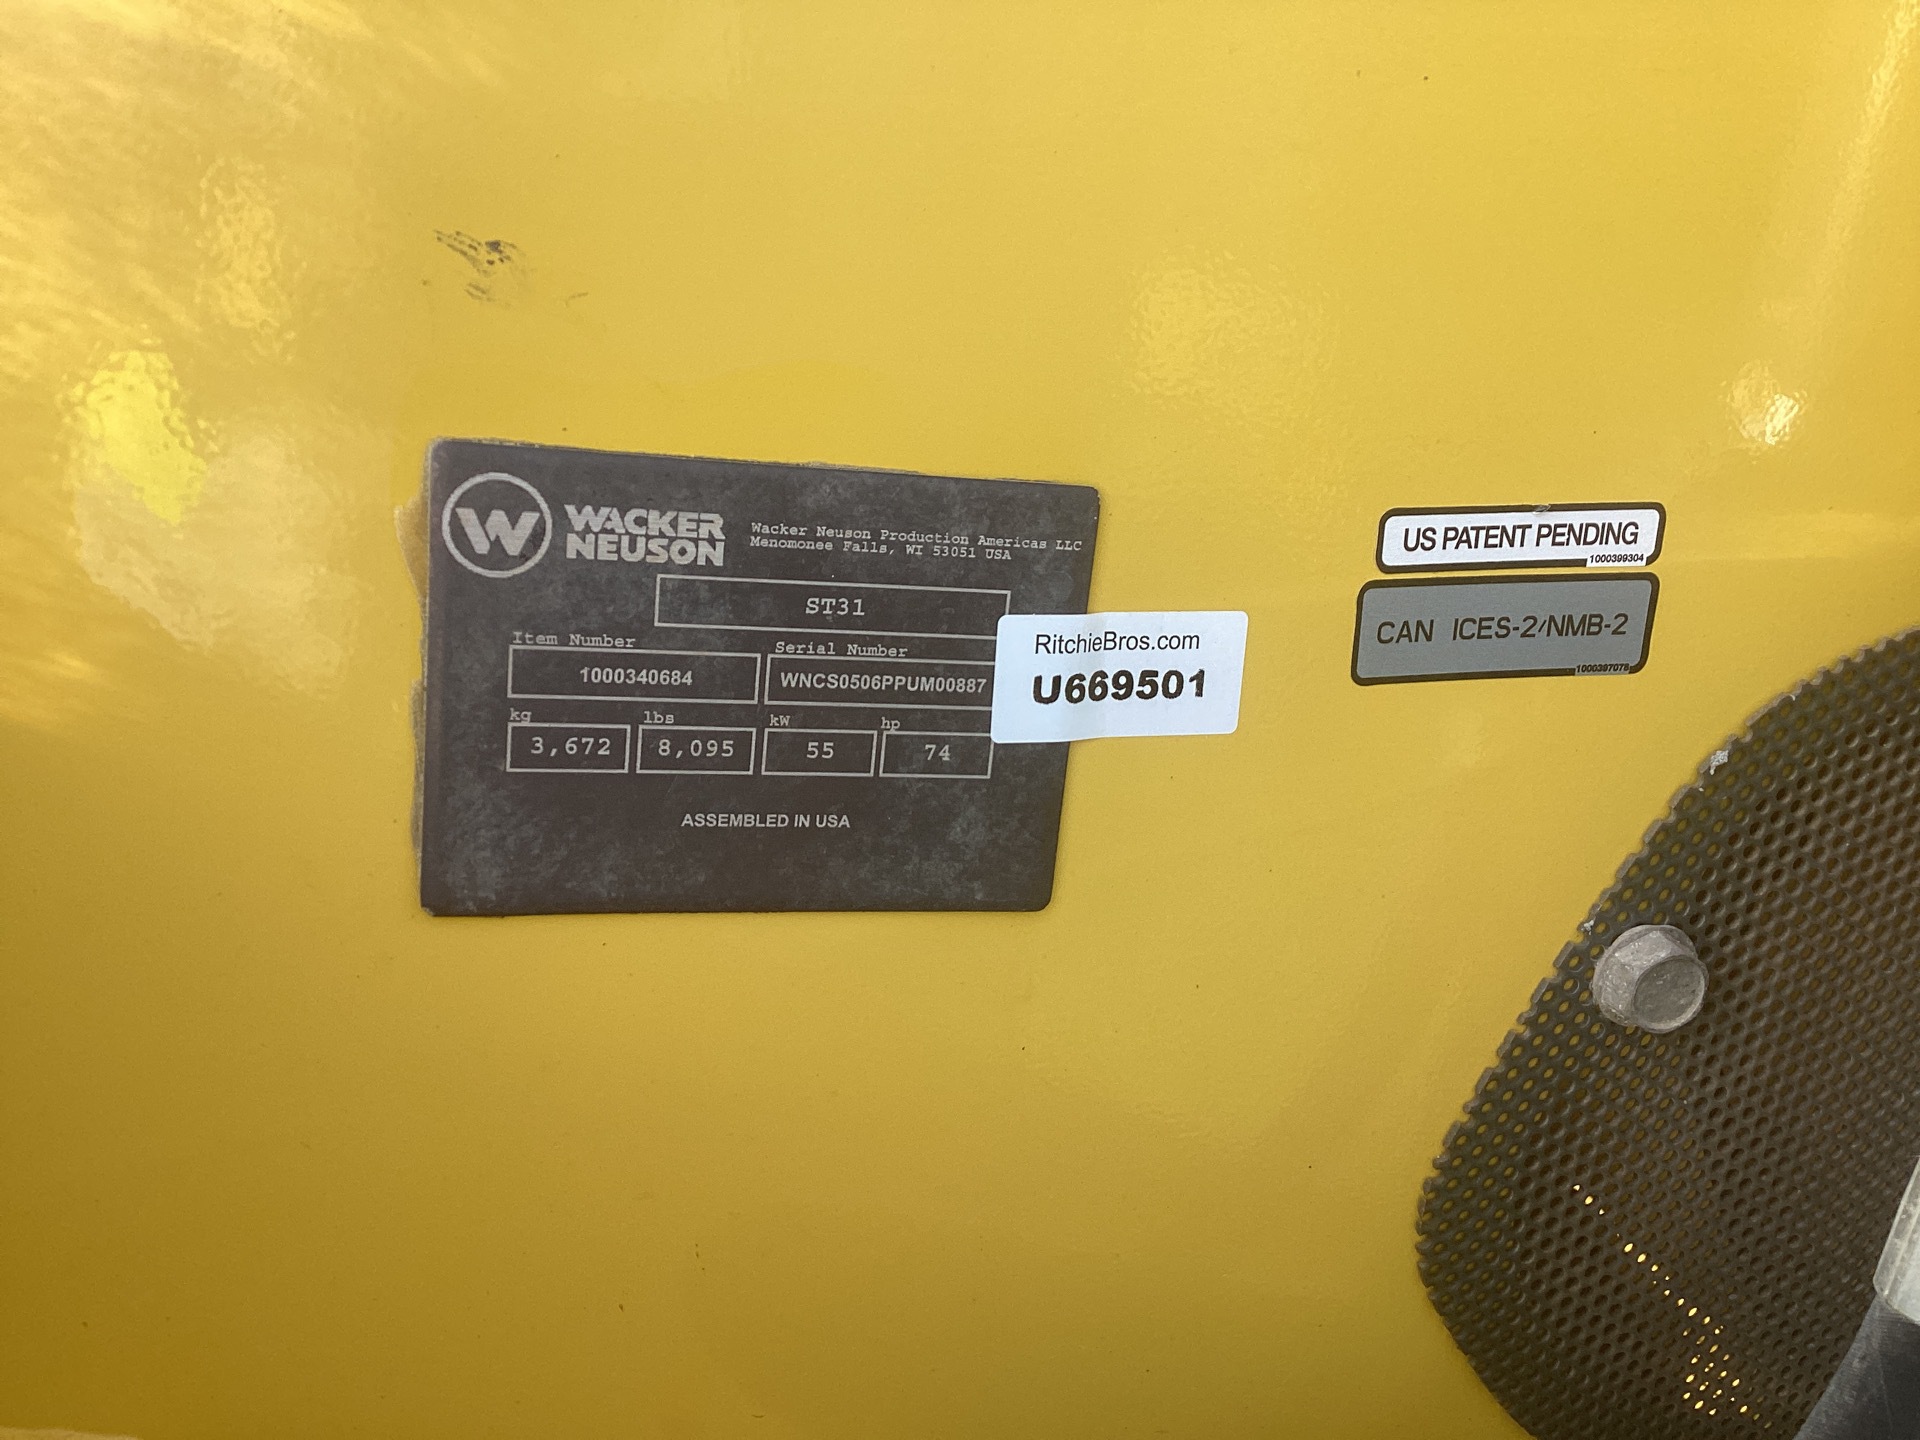 W
WACKER
NEUSON
Wacker Neuson Production Americas LLC
Menomonee Falls, WI 53051 USA
ST31
Item Number
1000340684
Serial Number
WNCS0506PPUM00887
kg
3,672
lbs
8,095
kW
55
hp
74
ASSEMBLED IN USA
RitchieBros.com
U669501
US PATENT PENDING
1000399304
CAN ICES-2/NMB-2
1000397078